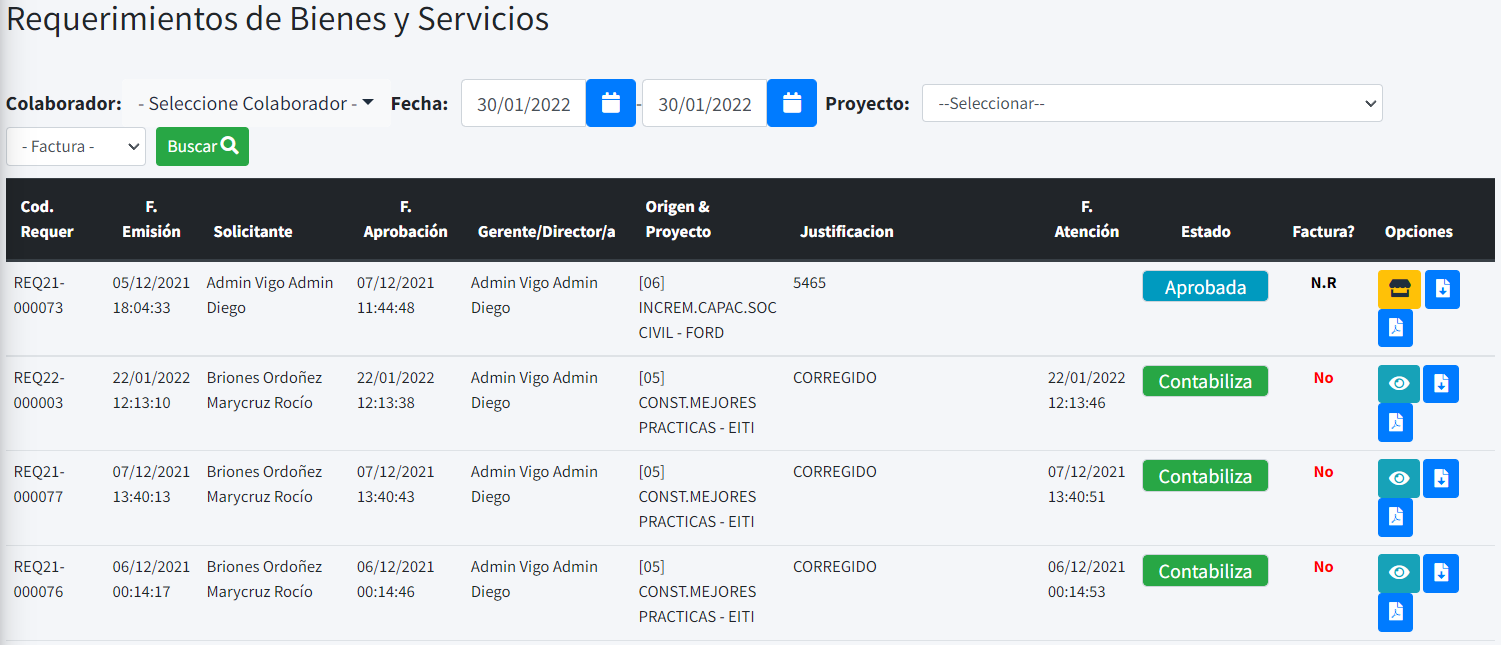 Requerimientos de Bienes y Servicios
Colaborador: - Seleccione Colaborador - Fecha: 30/01/2022 - 30/01/2022 Proyecto: --Seleccionar--
- Factura - Buscar
Cod. F. F. Origen & F.
Requer Emisión Solicitante Aprobación Gerente/Director/a Proyecto Justificacion Atención Estado Factura? Opciones
REQ21- 05/12/2021 Admin Vigo Admin 07/12/2021 Admin Vigo Admin [06] 5465 Aprobada N.R
000073 18:04:33 Diego 11:44:48 Diego INCREM.CAPAC.SOC
CIVIL - FORD
REQ22- 22/01/2022 Briones Ordoñez 22/01/2022 Admin Vigo Admin [05] CORREGIDO 22/01/2022 Contabiliza No
000003 12:13:10 Marycruz Rocío 12:13:38 Diego CONST.MEJORES 12:13:46
PRACTICAS - EITI
REQ21- 07/12/2021 Briones Ordoñez 07/12/2021 Admin Vigo Admin [05] CORREGIDO 07/12/2021 Contabiliza No
000077 13:40:13 Marycruz Rocío 13:40:43 Diego CONST.MEJORES 13:40:51
PRACTICAS - EITI
REQ21- 06/12/2021 Briones Ordoñez 06/12/2021 Admin Vigo Admin [05] CORREGIDO 06/12/2021 Contabiliza No
000076 00:14:17 Marycruz Rocío 00:14:46 Diego CONST.MEJORES 00:14:53
PRACTICAS - EITI